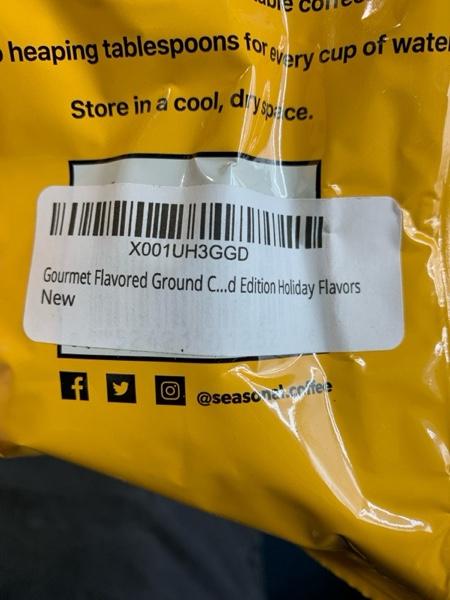 heaping tablespoons for every cup of water
Store in a cool, dry space.
X001UH3GGD
Gourmet Flavored Ground C...d Edition Holiday Flavors
New
@seasonal.coffee